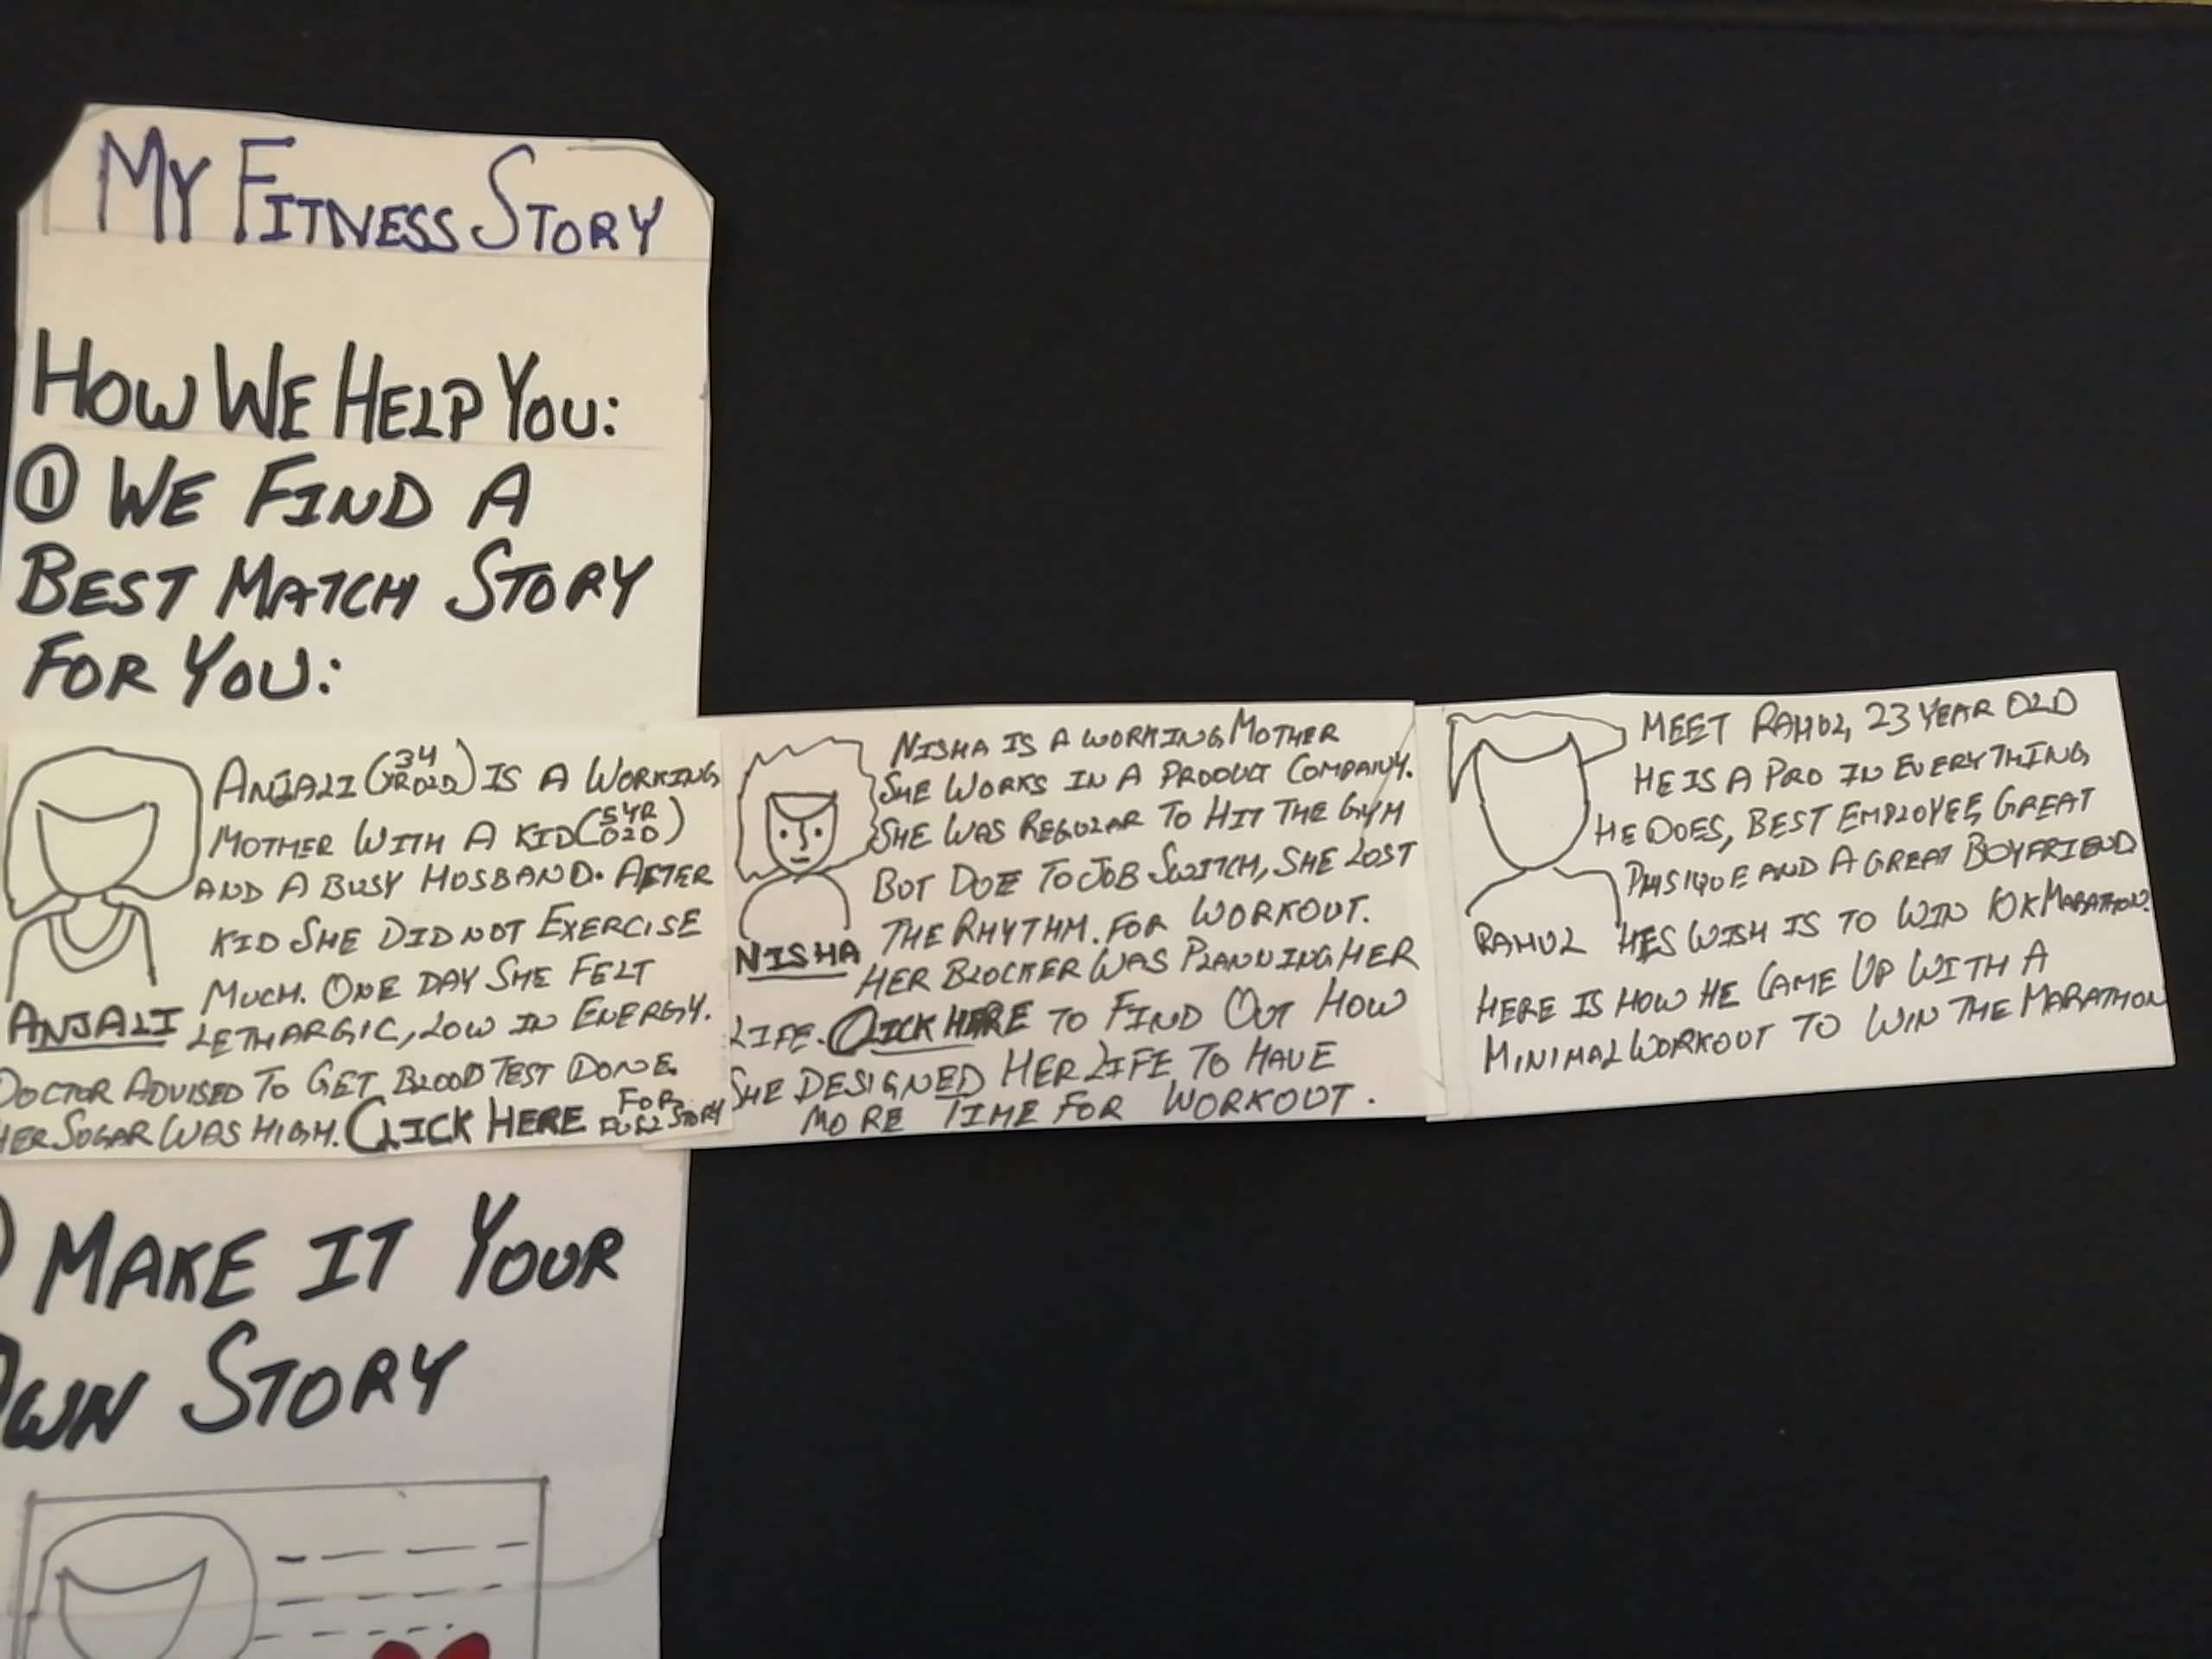 MY FITNESS STORY
HOW WE HELP YOU:
① WE FIND A
BEST MATCH STORY
FOR YOU:
ANJALI (34 YR OLD) IS A WORKING
MOTHER WITH A KID (5 YR OLD)
AND A BUSY HUSBAND. AFTER
KID SHE DID NOT EXERCISE
MUCH. ONE DAY SHE FELT
LETHARGIC, LOW IN ENERGY.
ANJALI
DOCTOR ADVISED TO GET BLOOD TEST DONE.
HER SUGAR WAS HIGH. CLICK HERE FOR FULL STORY
NISHA IS A WORKING MOTHER
SHE WORKS IN A PRODUCT COMPANY.
SHE WAS REGULAR TO HIT THE GYM
BUT DUE TO JOB SWITCH, SHE LOST
THE RHYTHM. FOR WORKOUT.
NISHA
HER BLOCKER WAS PLANNING HER
LIFE. CLICK HERE TO FIND OUT HOW
SHE DESIGNED HER LIFE TO HAVE
MORE TIME FOR WORKOUT.
MEET RAHUL, 23 YEAR OLD
HE IS A PRO IN EVERYTHING
HE DOES, BEST EMPLOYEE, GREAT
PHSIQUE AND A GREAT BOYFRIEND
RAHUL
HES WISH IS TO WIN 10K MARATHON.
HERE IS HOW HE CAME UP WITH A
MINIMAL WORKOUT TO WIN THE MARATHON
MAKE IT YOUR
OWN STORY